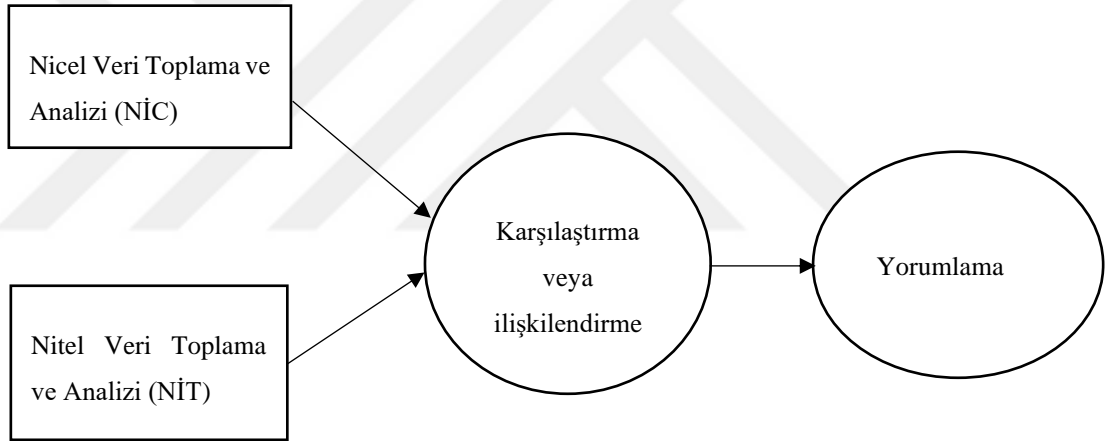 Nicel Veri Toplama ve
Analizi (NİC)
Nitel Veri Toplama
ve Analizi (NİT)
Karşılaştırma
veya
ilişkilendirme
Yorumlama